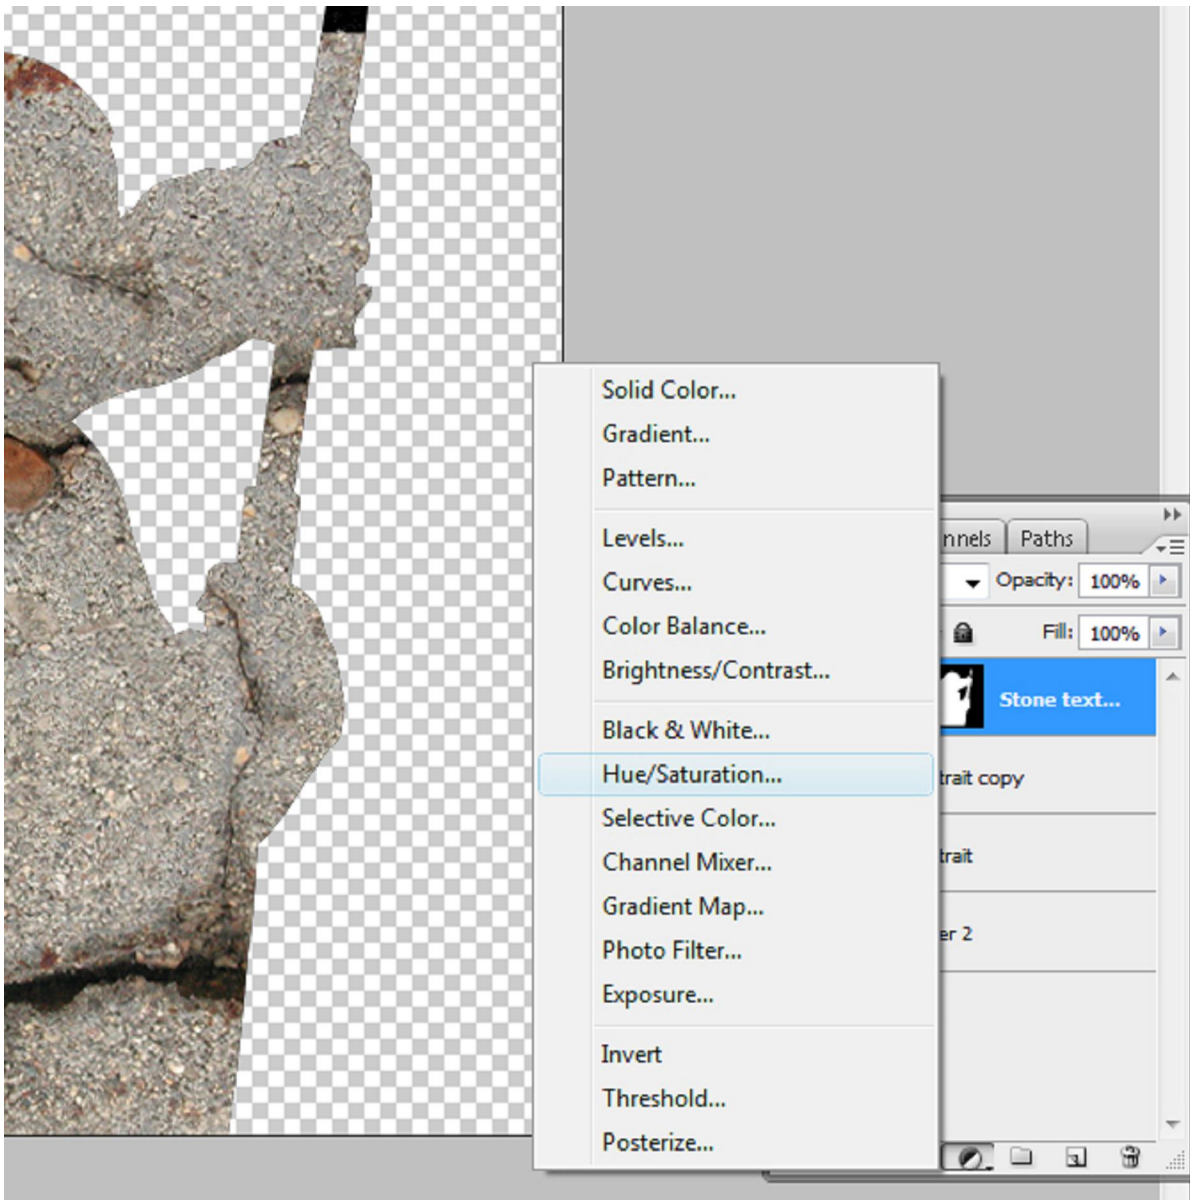 Solid Color...
Gradient...
Pattern...
Levels...
Curves...
Color Balance...
Brightness/Contrast...
Black & White...
Hue/Saturation...
Selective Color...
Channel Mixer...
Gradient Map...
Photo Filter...
Exposure...
Invert
Threshold...
Posterize...
nnels Paths
Opacity: 100%
Fill: 100%
Stone text...
trait copy
trait
er 2